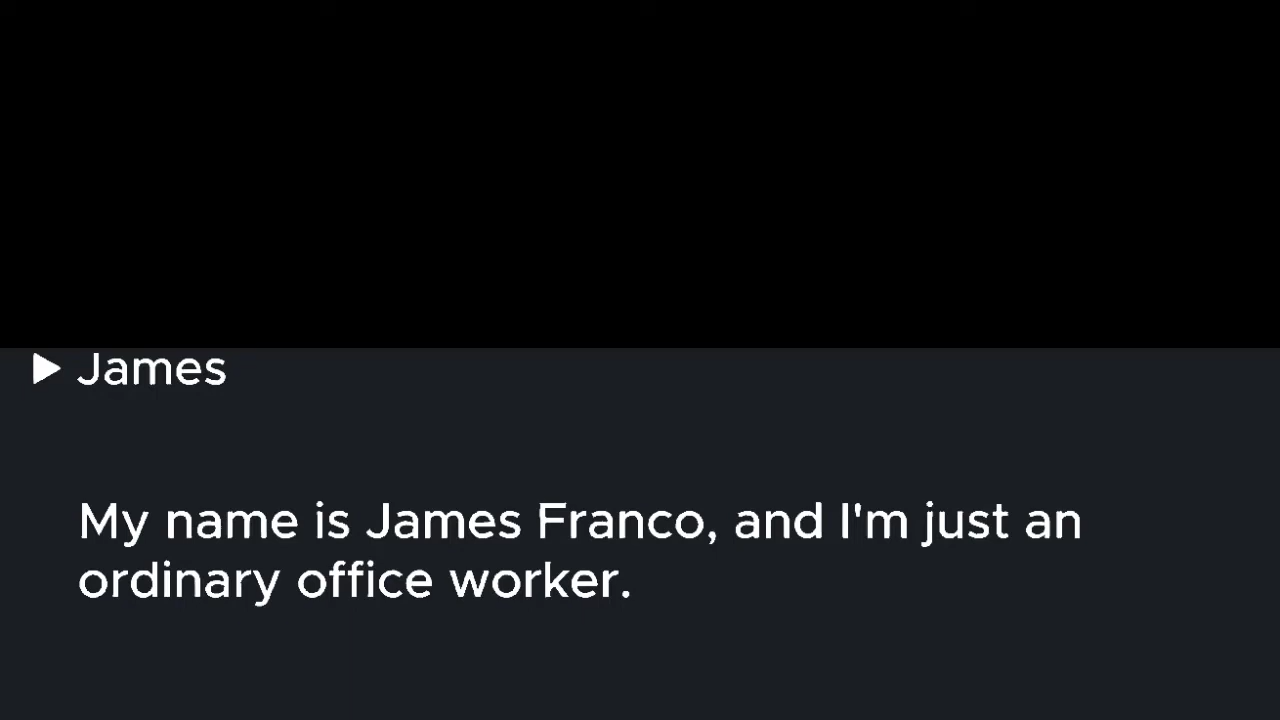 James
My name is James Franco, and I'm just an
ordinary office worker.